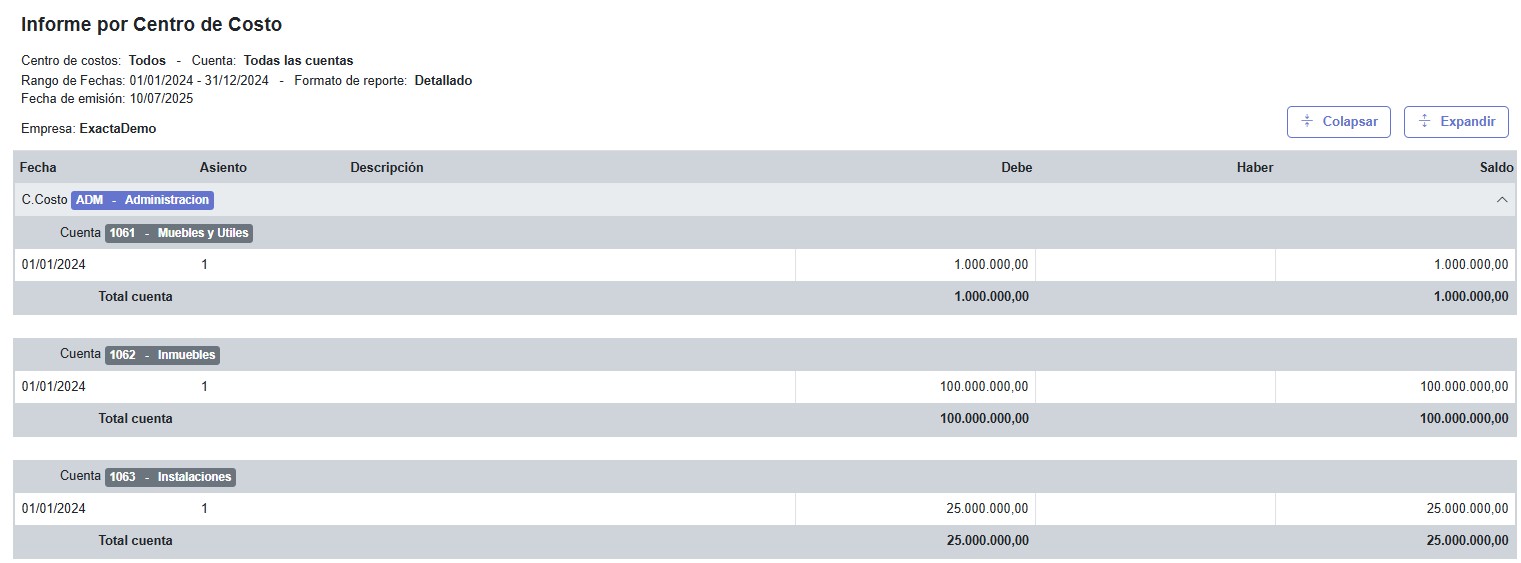 Informe por Centro de Costo
Centro de costos: Todos - Cuenta: Todas las cuentas
Rango de Fechas: 01/01/2024 - 31/12/2024 - Formato de reporte: Detallado
Fecha de emisión: 10/07/2025
Empresa: ExactaDemo
Colapsar Expandir
Fecha Asiento Descripción Debe Haber Saldo
C.Costo ADM - Administracion
Cuenta 1061 - Muebles y Utiles
01/01/2024 1 1.000.000,00 1.000.000,00
Total cuenta 1.000.000,00 1.000.000,00
Cuenta 1062 - Inmuebles
01/01/2024 1 100.000.000,00 100.000.000,00
Total cuenta 100.000.000,00 100.000.000,00
Cuenta 1063 - Instalaciones
01/01/2024 1 25.000.000,00 25.000.000,00
Total cuenta 25.000.000,00 25.000.000,00